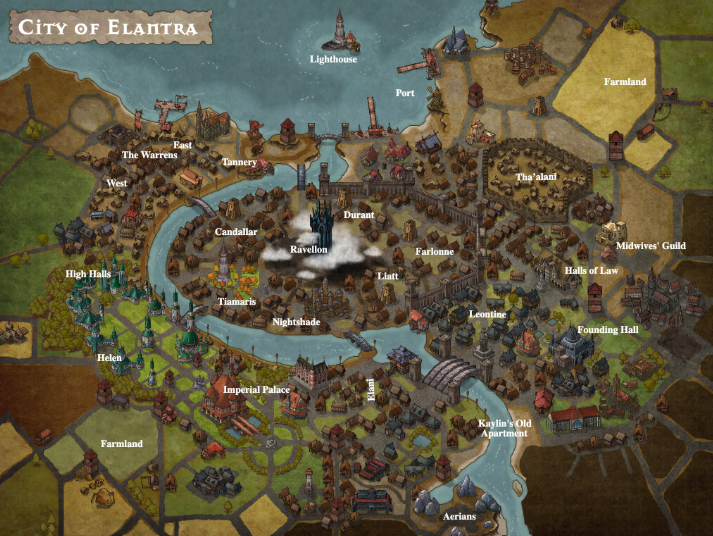 City of Elantra
Lighthouse
Port
Farmland
East
The Warrens
West
Tannery
Tha'alani
Durant
Candallar
Ravellon
Farlonne
Midwives' Guild
High Halls
Liatt
Halls of Law
Tiamaris
Nightshade
Leontine
Founding Hall
Helen
Imperial Palace
Elani
Kaylin's Old
Apartment
Farmland
Aerians